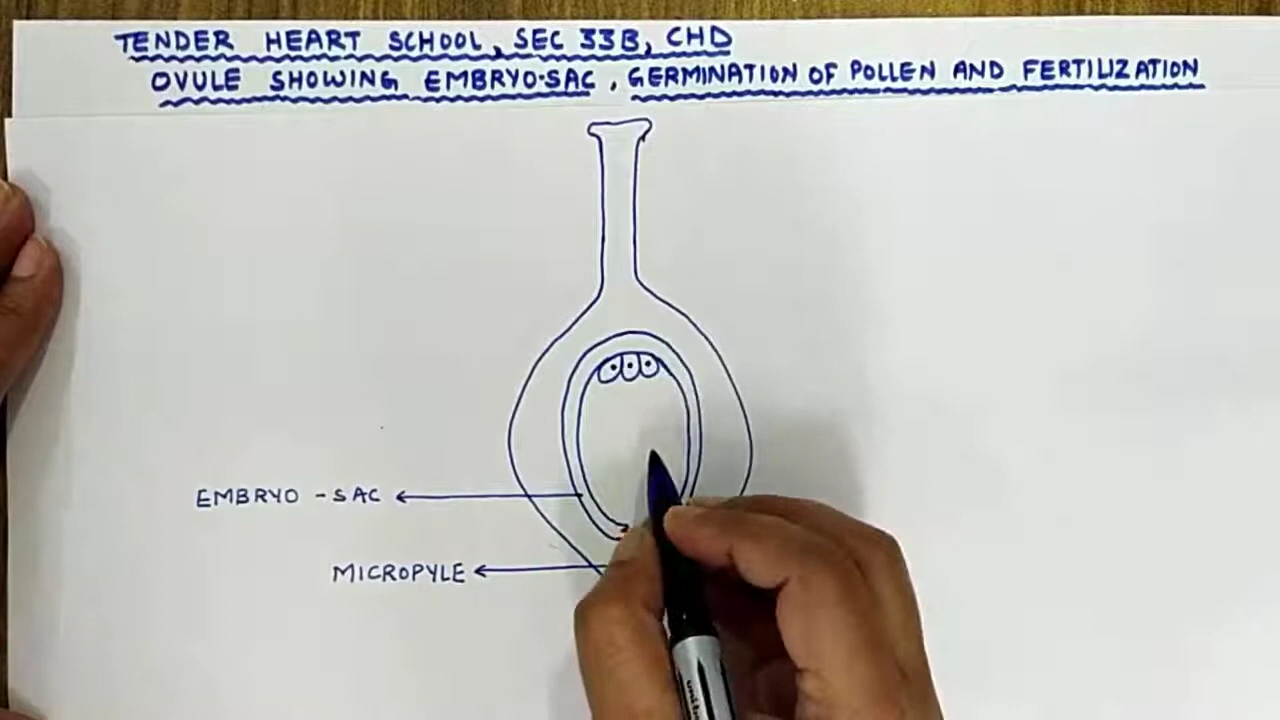 TENDER HEART SCHOOL, SEC 33B, CHD
OVULE SHOWING EMBRYO-SAC, GERMINATION OF POLLEN AND FERTILIZATION
EMBRYO - SAC
MICROPYLE